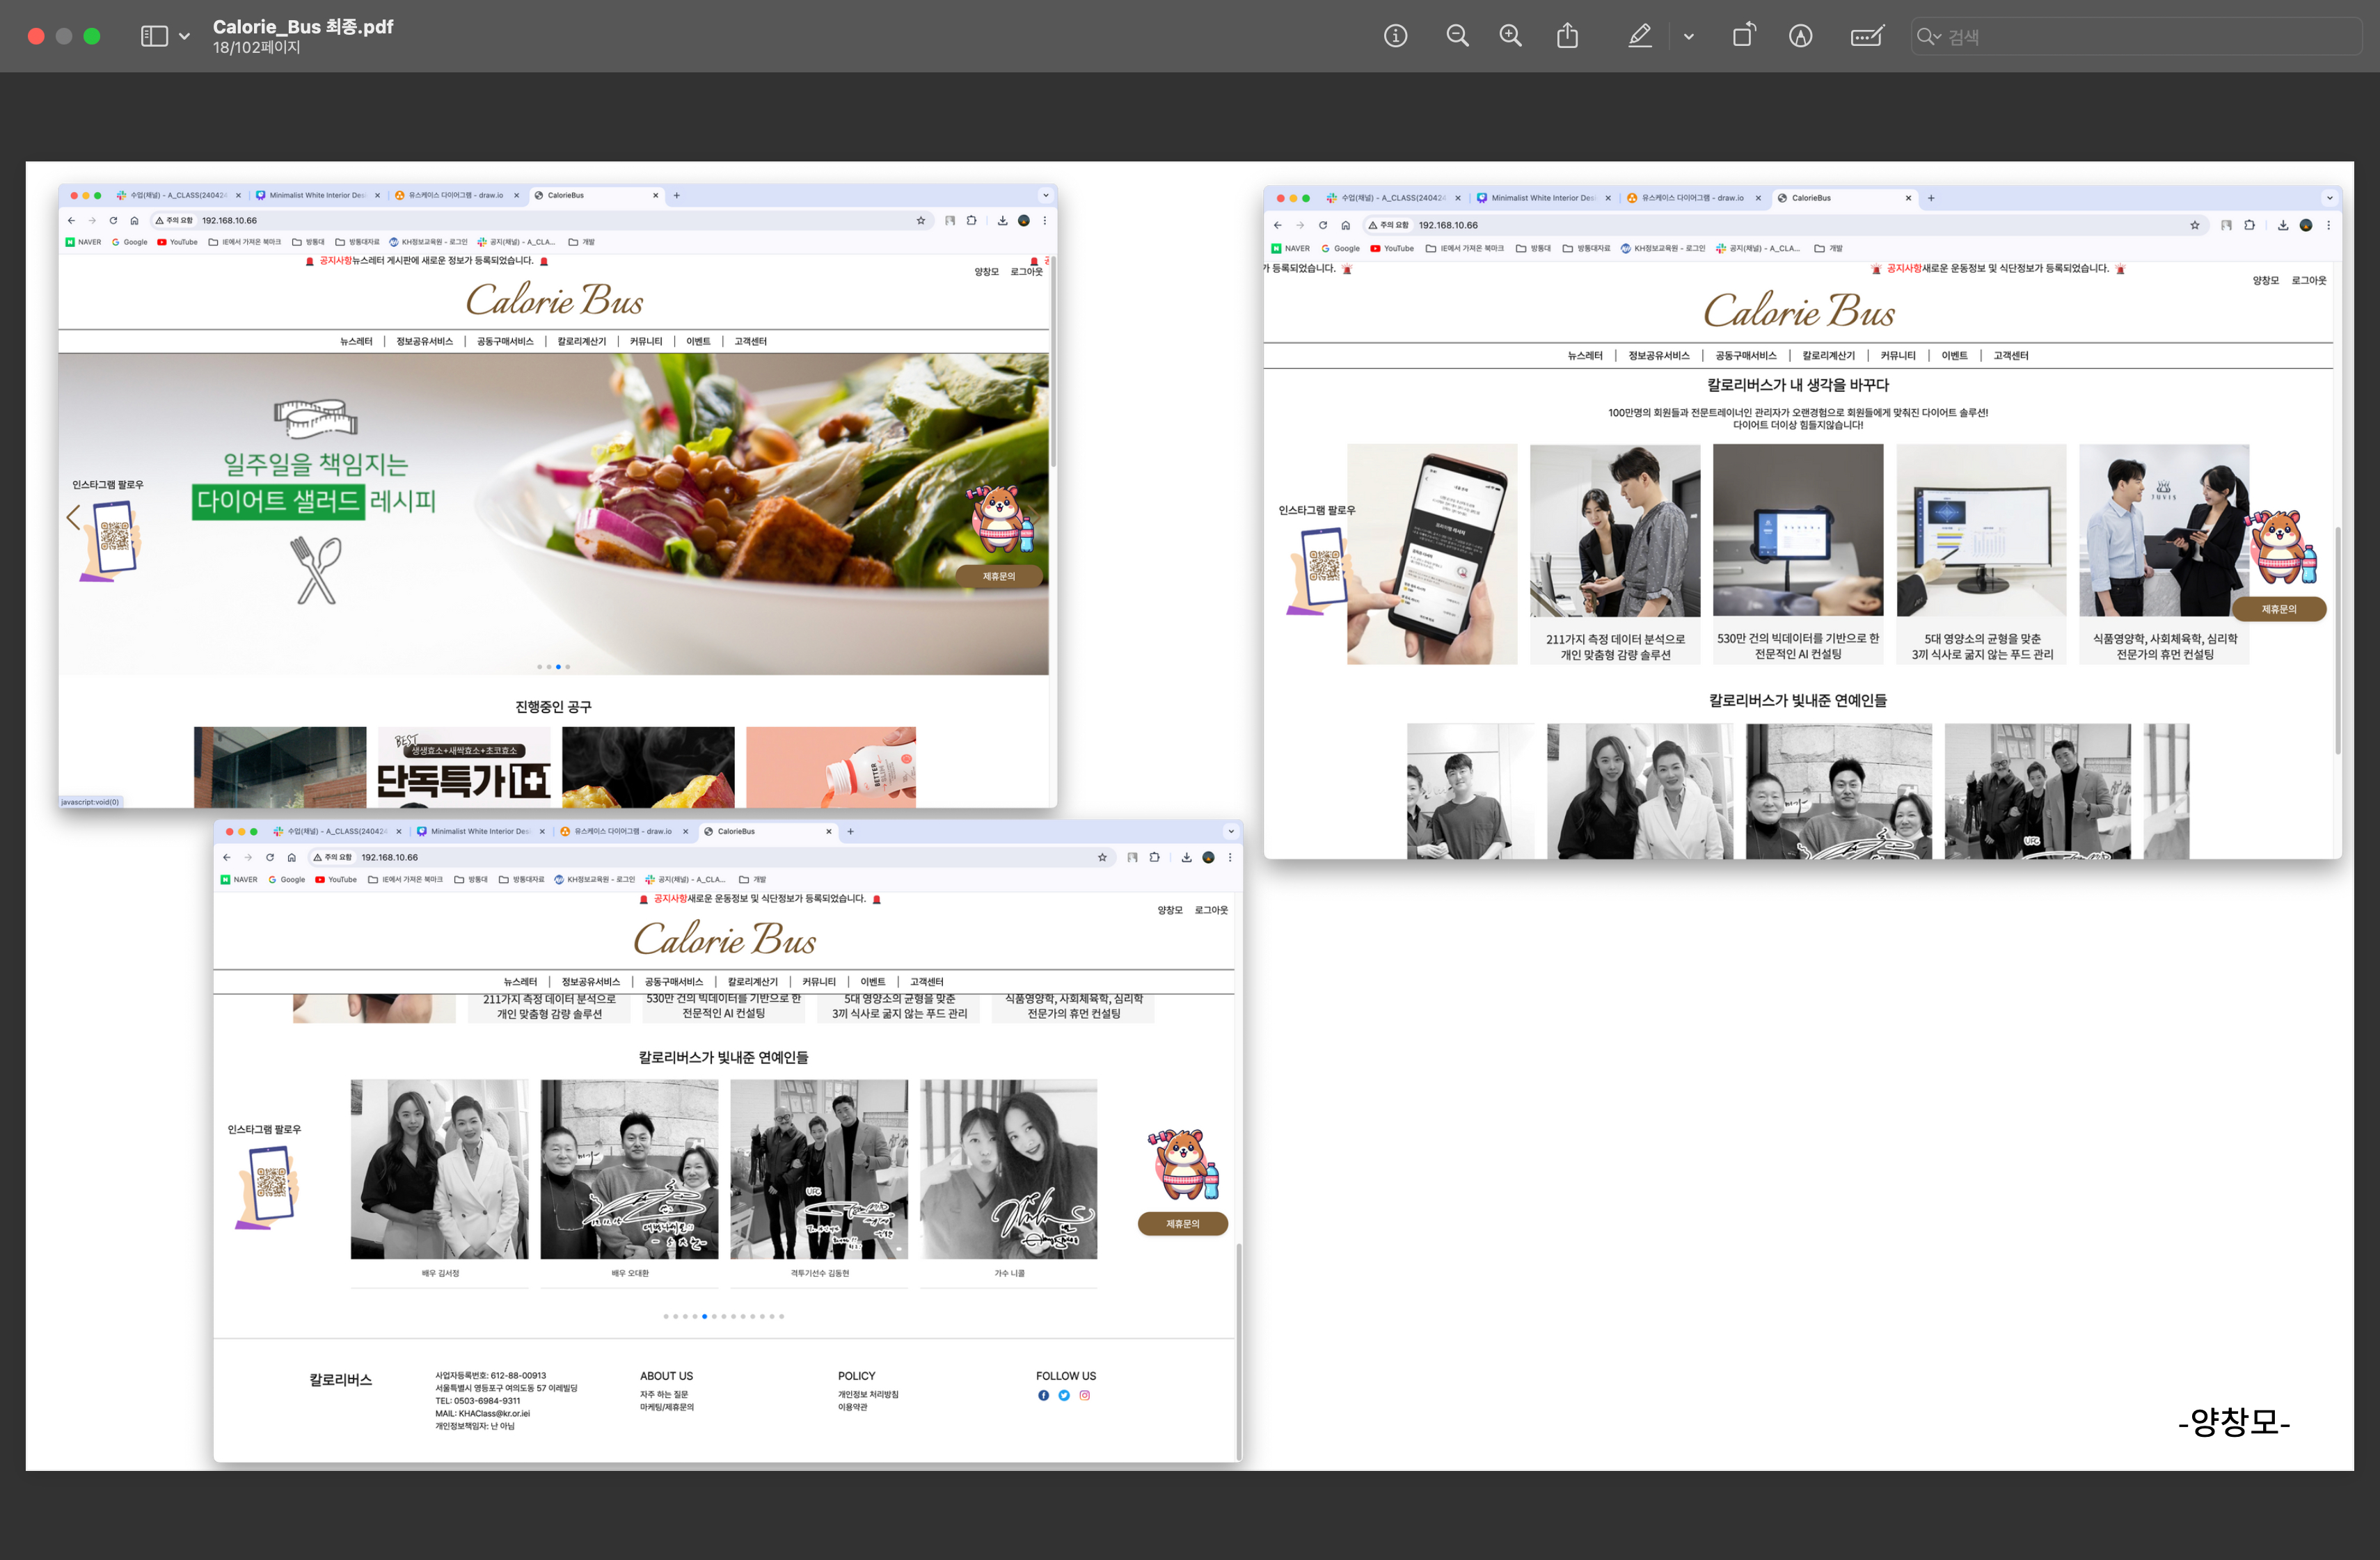 Calorie_Bus 최종.pdf
18/102페이지
검색
수업(채널) - A_CLASS(24042
Minimalist White Interior Des
유스케이스 다이어그램 - draw.io
CalorieBus
주의 요함
192.168.10.66
NAVER
Google
YouTube
IE에서 가져온 북마크
방통대
방통대자료
KH정보교육원 - 로그인
공지(채널) - A_CLA...
개발
공지사항뉴스레터 게시판에 새로운 정보가 등록되었습니다.
양창모 로그아웃
Calorie Bus
뉴스레터 | 정보공유서비스 | 공동구매서비스 | 칼로리계산기 | 커뮤니티 | 이벤트 | 고객센터
일주일을 책임지는
다이어트 샐러드 레시피
인스타그램 팔로우
제휴문의
진행중인 공구
BEST
생생효소+새싹효소+초코효소
단독특가 1+
BETTER
javascript:void(0)
수업(채널) - A_CLASS(24042
Minimalist White Interior Des
유스케이스 다이어그램 - draw.io
CalorieBus
주의 요함
192.168.10.66
NAVER
Google
YouTube
IE에서 가져온 북마크
방통대
방통대자료
KH정보교육원 - 로그인
공지(채널) - A_CLA...
개발
가 등록되었습니다.
공지사항새로운 운동정보 및 식단정보가 등록되었습니다.
양창모 로그아웃
Calorie Bus
뉴스레터 | 정보공유서비스 | 공동구매서비스 | 칼로리계산기 | 커뮤니티 | 이벤트 | 고객센터
칼로리버스가 내 생각을 바꾸다
100만명의 회원들과 전문트레이너인 관리자가 오랜경험으로 회원들에게 맞춰진 다이어트 솔루션!
다이어트 더이상 힘들지않습니다!
인스타그램 팔로우
JUVIS
제휴문의
211가지 측정 데이터 분석으로
개인 맞춤형 감량 솔루션
530만 건의 빅데이터를 기반으로 한
전문적인 AI 컨설팅
5대 영양소의 균형을 맞춘
3끼 식사로 굶지 않는 푸드 관리
식품영양학, 사회체육학, 심리학
전문가의 휴먼 컨설팅
칼로리버스가 빛내준 연예인들
UFC
수업(채널) - A_CLASS(24042
Minimalist White Interior Des
유스케이스 다이어그램 - draw.io
CalorieBus
주의 요함
192.168.10.66
NAVER
Google
YouTube
IE에서 가져온 북마크
방통대
방통대자료
KH정보교육원 - 로그인
공지(채널) - A_CLA...
개발
공지사항새로운 운동정보 및 식단정보가 등록되었습니다.
양창모 로그아웃
Calorie Bus
뉴스레터 | 정보공유서비스 | 공동구매서비스 | 칼로리계산기 | 커뮤니티 | 이벤트 | 고객센터
211가지 측정 데이터 분석으로
개인 맞춤형 감량 솔루션
530만 건의 빅데이터를 기반으로 한
전문적인 AI 컨설팅
5대 영양소의 균형을 맞춘
3끼 식사로 굶지 않는 푸드 관리
식품영양학, 사회체육학, 심리학
전문가의 휴먼 컨설팅
칼로리버스가 빛내준 연예인들
인스타그램 팔로우
UFC
제휴문의
배우 김서정
배우 오대환
격투기선수 김동현
가수 니콜
칼로리버스
사업자등록번호: 612-88-00913
서울특별시 영등포구 여의도동 57 이레빌딩
TEL: 0503-6984-9311
MAIL: KHAClass@kr.or.iei
개인정보책임자: 난 아님
ABOUT US
자주 하는 질문
마케팅/제휴문의
POLICY
개인정보 처리방침
이용약관
FOLLOW US
-양창모-